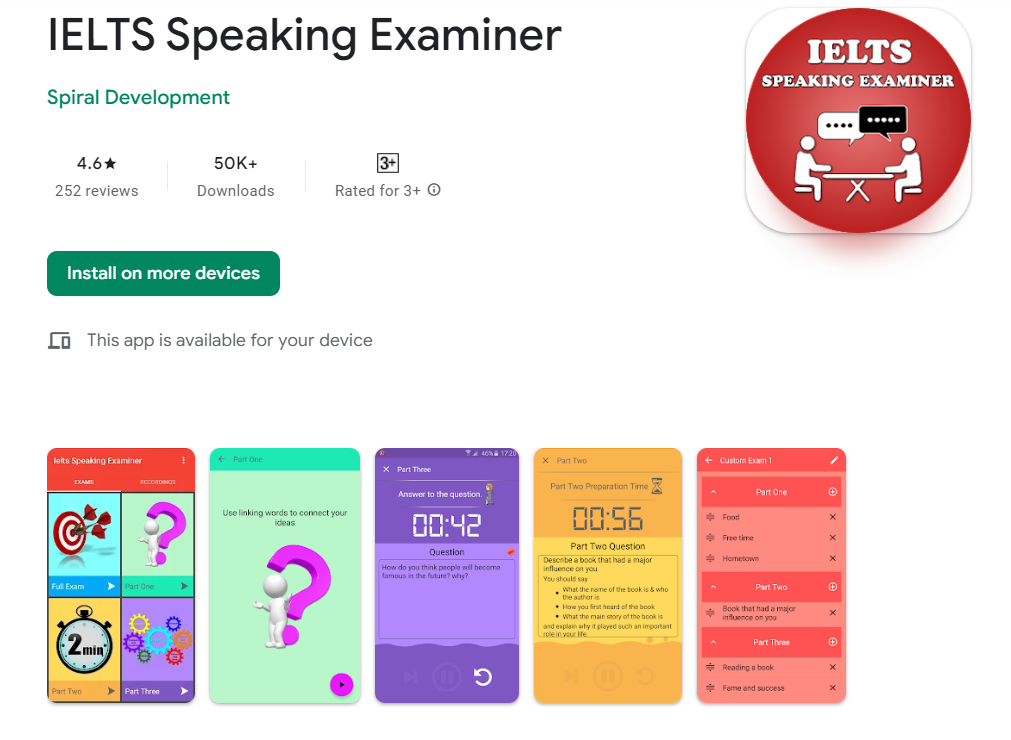 IELTS Speaking Examiner
Spiral Development
4.6★
252 reviews
50K+
Downloads
3+
Rated for 3+
Install on more devices
This app is available for your device
IELTS
SPEAKING EXAMINER
Ielts Speaking Examiner
EXAMS
RECORDINGS
Full Exam
Part One
2 min
Part Two
Part Three
Part One
Use linking words to connect your
ideas
46% 17:20
Part Three
Answer to the question.
00:42
Question
How do you think people will become
famous in the future? why?
Part Two
Part Two Preparation Time
00:56
Part Two Question
Describe a book that had a major
influence on you
You should say
• What the name of the book is & who
the author is
• How you first heard of the book
• What the main story of the book is
and explain why it played such an important
role in your life.
Custom Exam 1
Part One
Food
Free time
Hometown
Part Two
Book that had a major
influence on you
Part Three
Reading a book
Fame and success